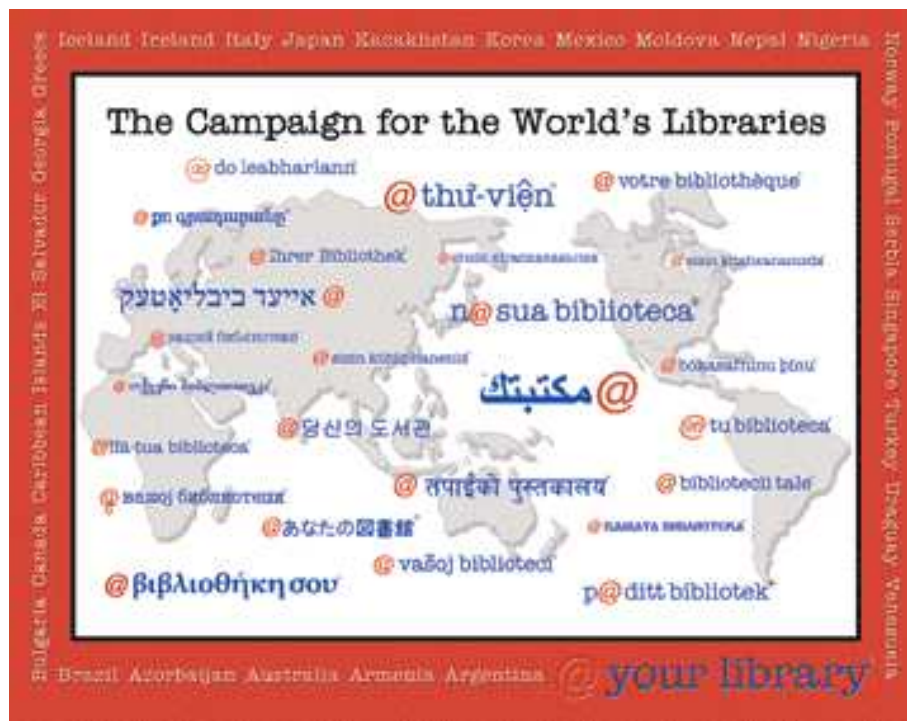 Iceland Ireland Italy Japan Kazakhstan Korea Mexico Moldova Nepal Nigeria
Norway Portugal Serbia Singapore Turkey Uruguay Venezuela
Bulgaria Canada Caribbean Islands El Salvador Georgia Greece
The Campaign for the World's Libraries
@ do leabharlann
@ thư-viện
@ votre bibliothèque
@ Ihrer Bibliothek
@ אייער ביבליאָטעק
n@ sua biblioteca
@ bókasafninu þínu
@ مكتبتك
@ 당신의 도서관
@ tu biblioteca
@lla tua biblioteca
@ तपाईको पुस्तकालय
@ bibliotecii tale
@ вашој библиотеци
@ あなたの図書館
@ vašoj biblioteci
@ βιβλιοθήκη σου
p@ ditt bibliotek
Brazil Azerbaijan Australia Armenia Argentina
@ your library